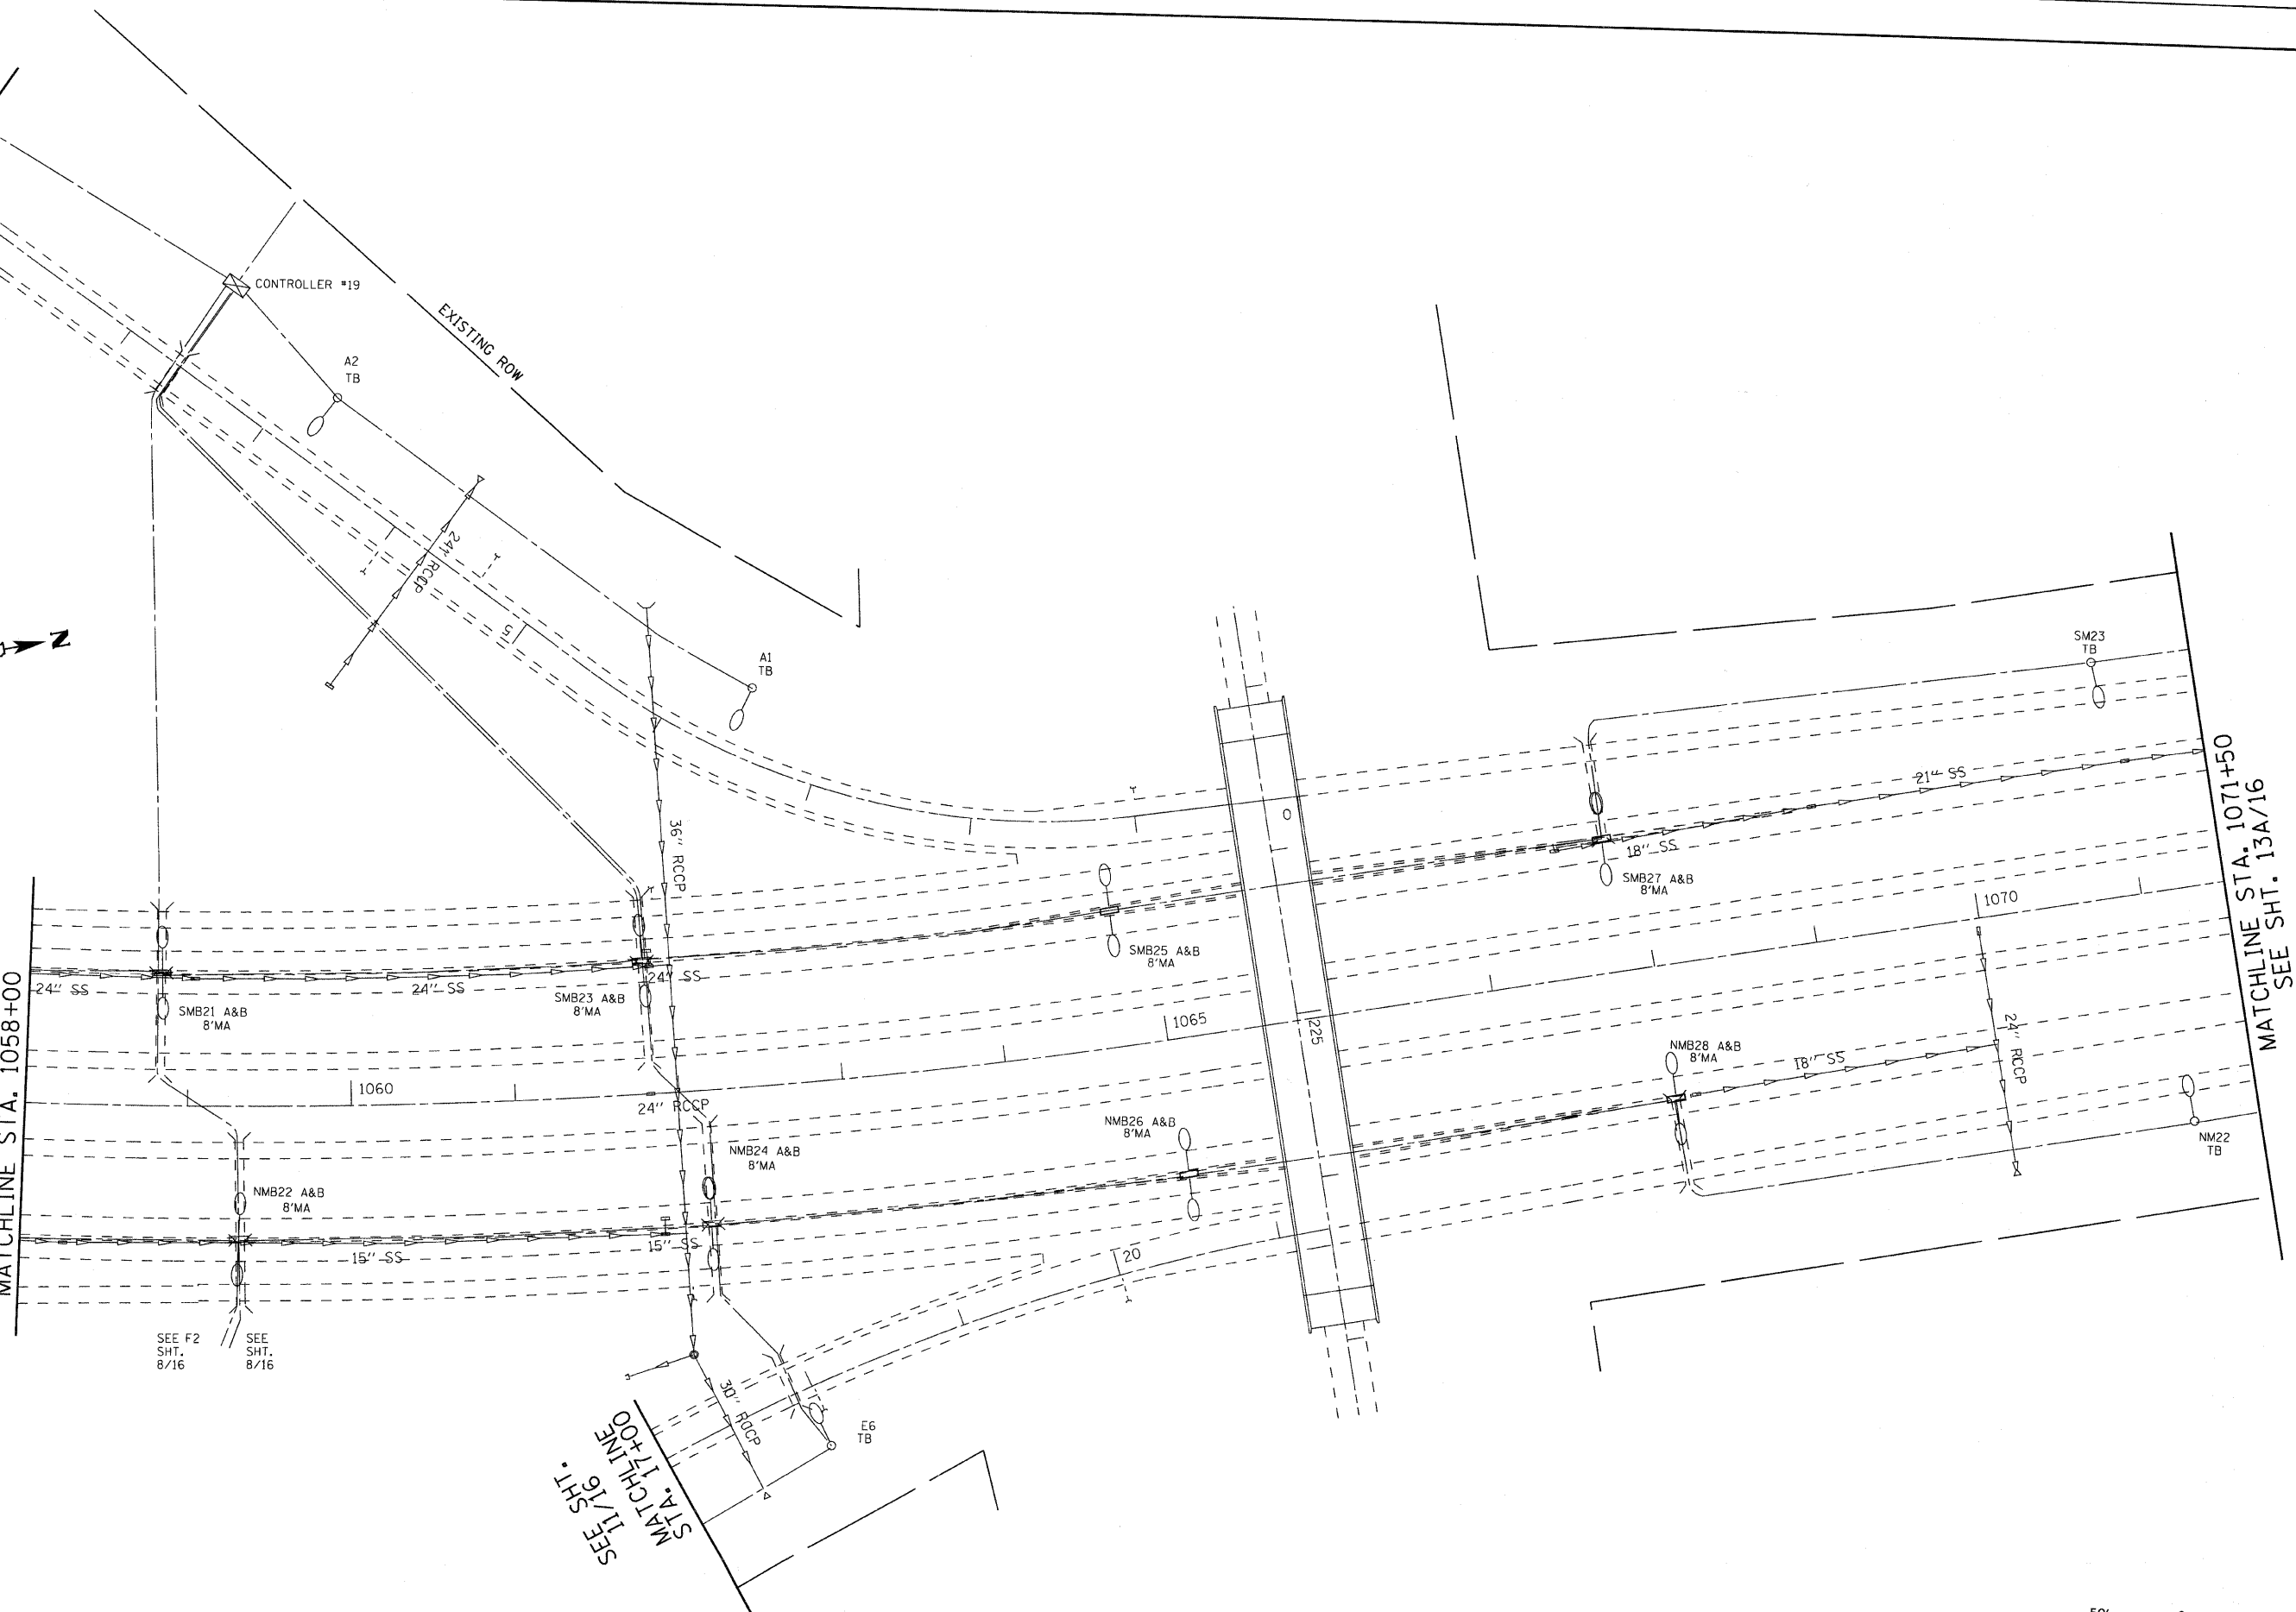 CONTROLLER #19
EXISTING ROW
A2
TB
24" RCCP
N
5
A1
TB
36" RCCP
SM23
TB
21" SS
18" SS
SMB27 A&B
8'MA
MATCHLINE STA. 1071+50
SEE SHT. 13A/16
1070
SMB25 A&B
8'MA
24" SS
24" SS
24" SS
SMB21 A&B
8'MA
SMB23 A&B
8'MA
1065
225
24" RCCP
NMB28 A&B
8'MA
18" SS
MATCHLINE STA. 1058+00
1060
24" RCCP
NMB24 A&B
8'MA
NMB26 A&B
8'MA
NM22
TB
NMB22 A&B
8'MA
15" SS
15" SS
20
SEE F2
SHT.
8/16
SEE
SHT.
8/16
30" RCCP
E6
TB
MATCHLINE
STA. 17+00
SEE SHT.
11/16